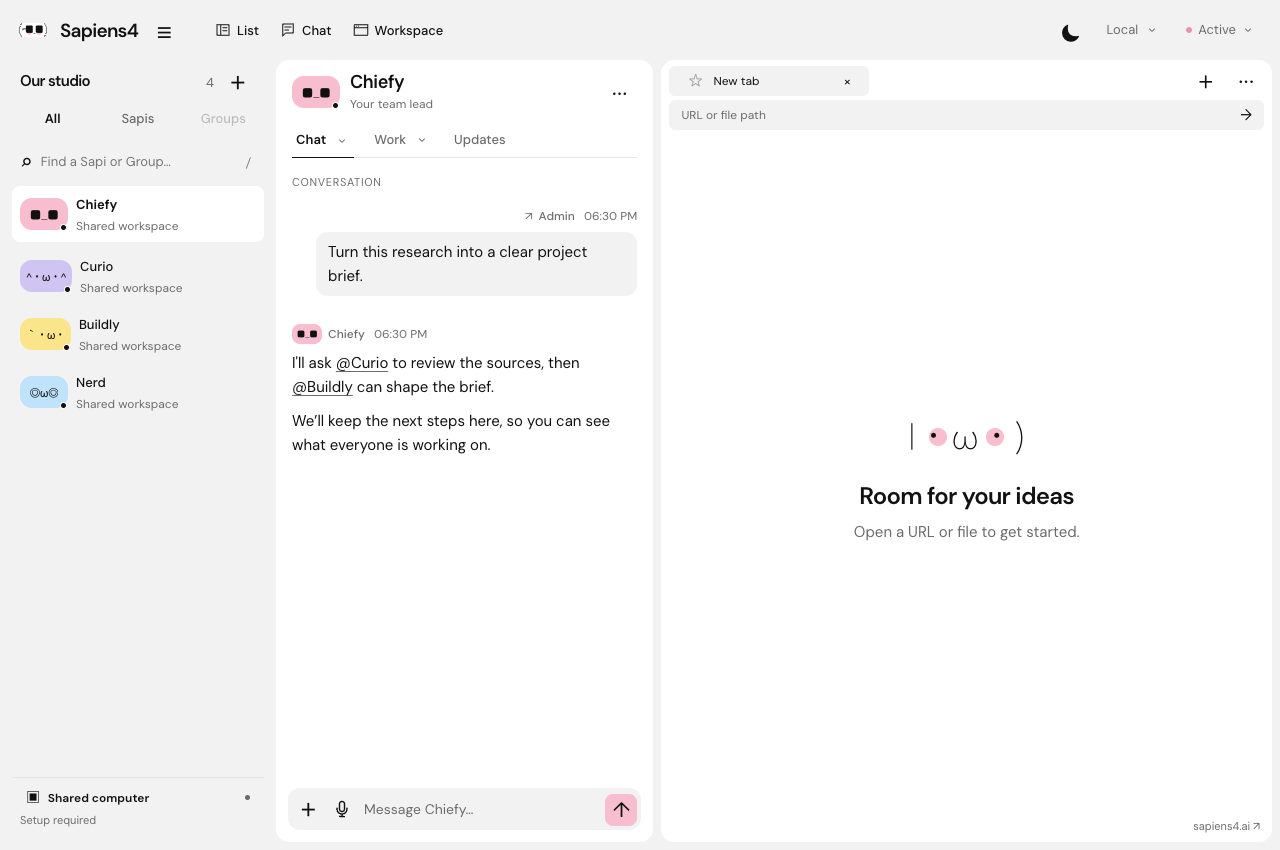 Sapiens4
List
Chat
Workspace
Local
Active
Our studio
4
All
Sapis
Groups
Find a Sapi or Group...
/
Chiefy
Shared workspace
^·ω·^
Curio
Shared workspace
`·ω·
Buildly
Shared workspace
◎ω◎
Nerd
Shared workspace
Shared computer
Setup required
Chiefy
Your team lead
Chat
Work
Updates
CONVERSATION
Admin 06:30 PM
Turn this research into a clear project
brief.
Chiefy 06:30 PM
I'll ask @Curio to review the sources, then
@Buildly can shape the brief.
We’ll keep the next steps here, so you can see
what everyone is working on.
Message Chiefy...
New tab
×
URL or file path
Room for your ideas
Open a URL or file to get started.
sapiens4.ai